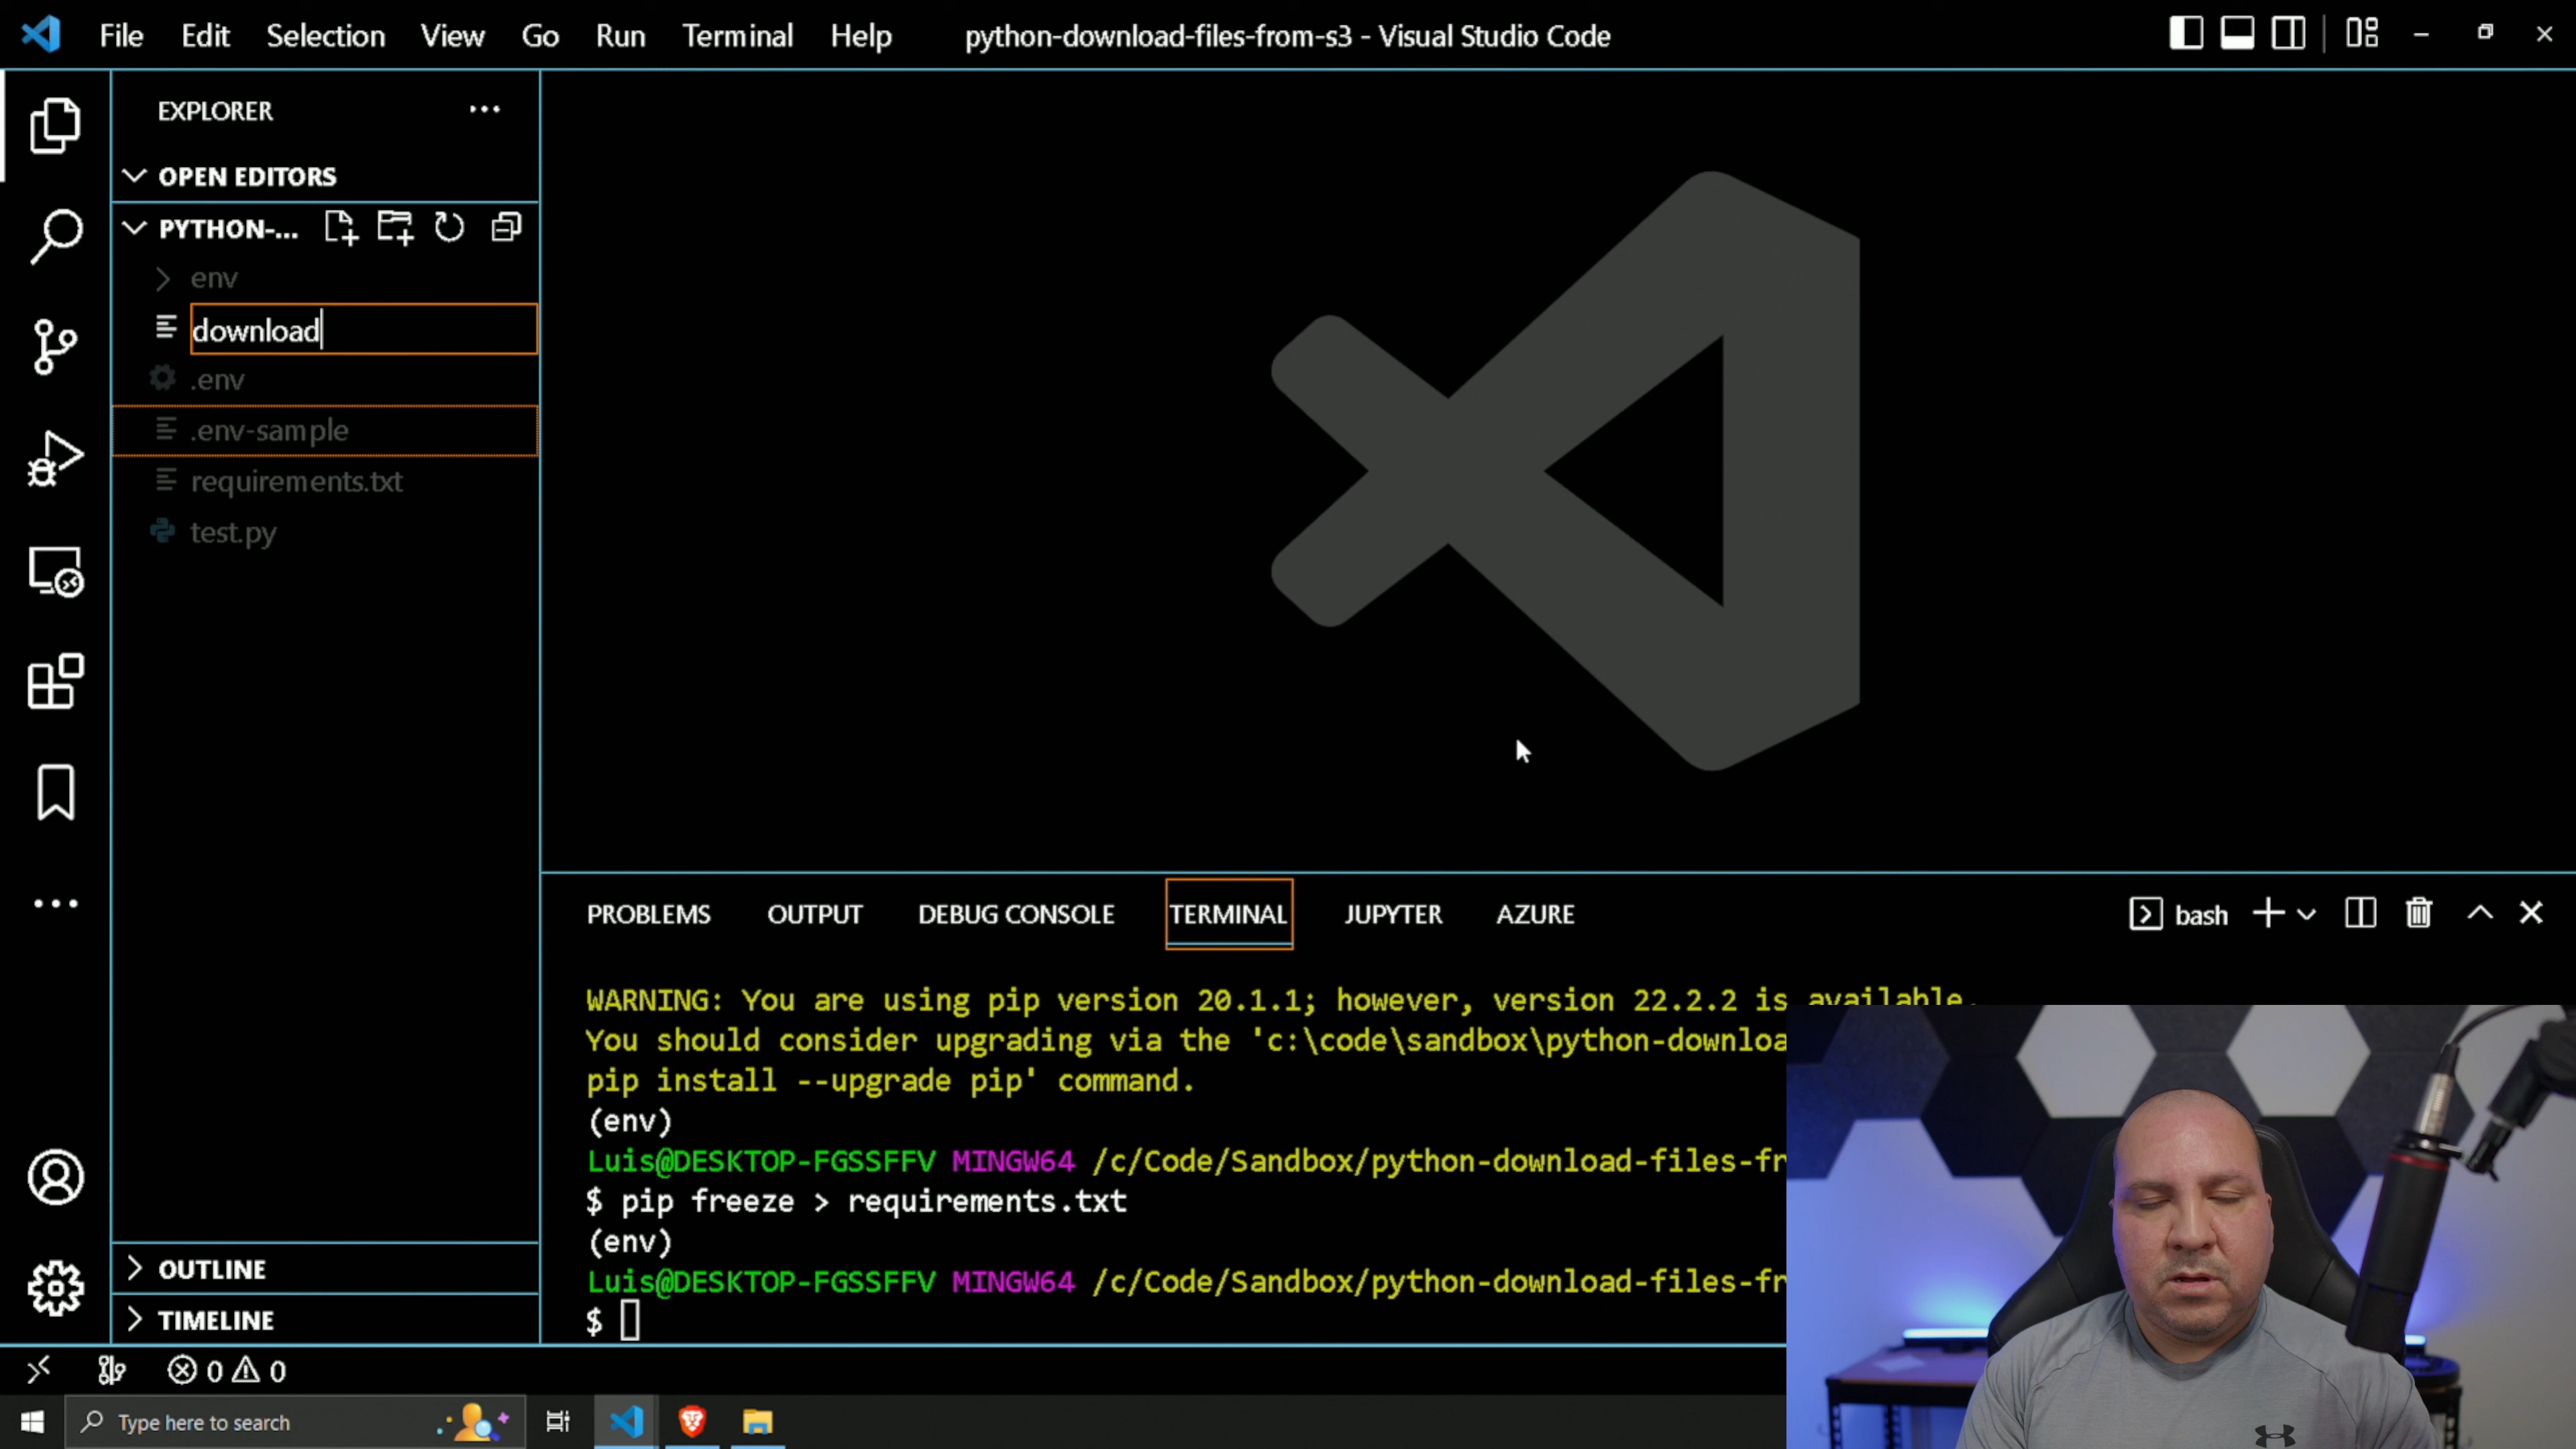 File Edit Selection View Go Run Terminal Help python-download-files-from-s3 - Visual Studio Code
EXPLORER
OPEN EDITORS
PYTHON-...
env
download
.env
.env-sample
requirements.txt
test.py
OUTLINE
TIMELINE
PROBLEMS OUTPUT DEBUG CONSOLE TERMINAL JUPYTER AZURE bash
WARNING: You are using pip version 20.1.1; however, version 22.2.2 is available.
You should consider upgrading via the 'c:\code\sandbox\python-downloa
pip install --upgrade pip' command.
(env)
Luis@DESKTOP-FGSSFFV MINGW64 /c/Code/Sandbox/python-download-files-fr
$ pip freeze > requirements.txt
(env)
Luis@DESKTOP-FGSSFFV MINGW64 /c/Code/Sandbox/python-download-files-fr
$
0 0
Type here to search